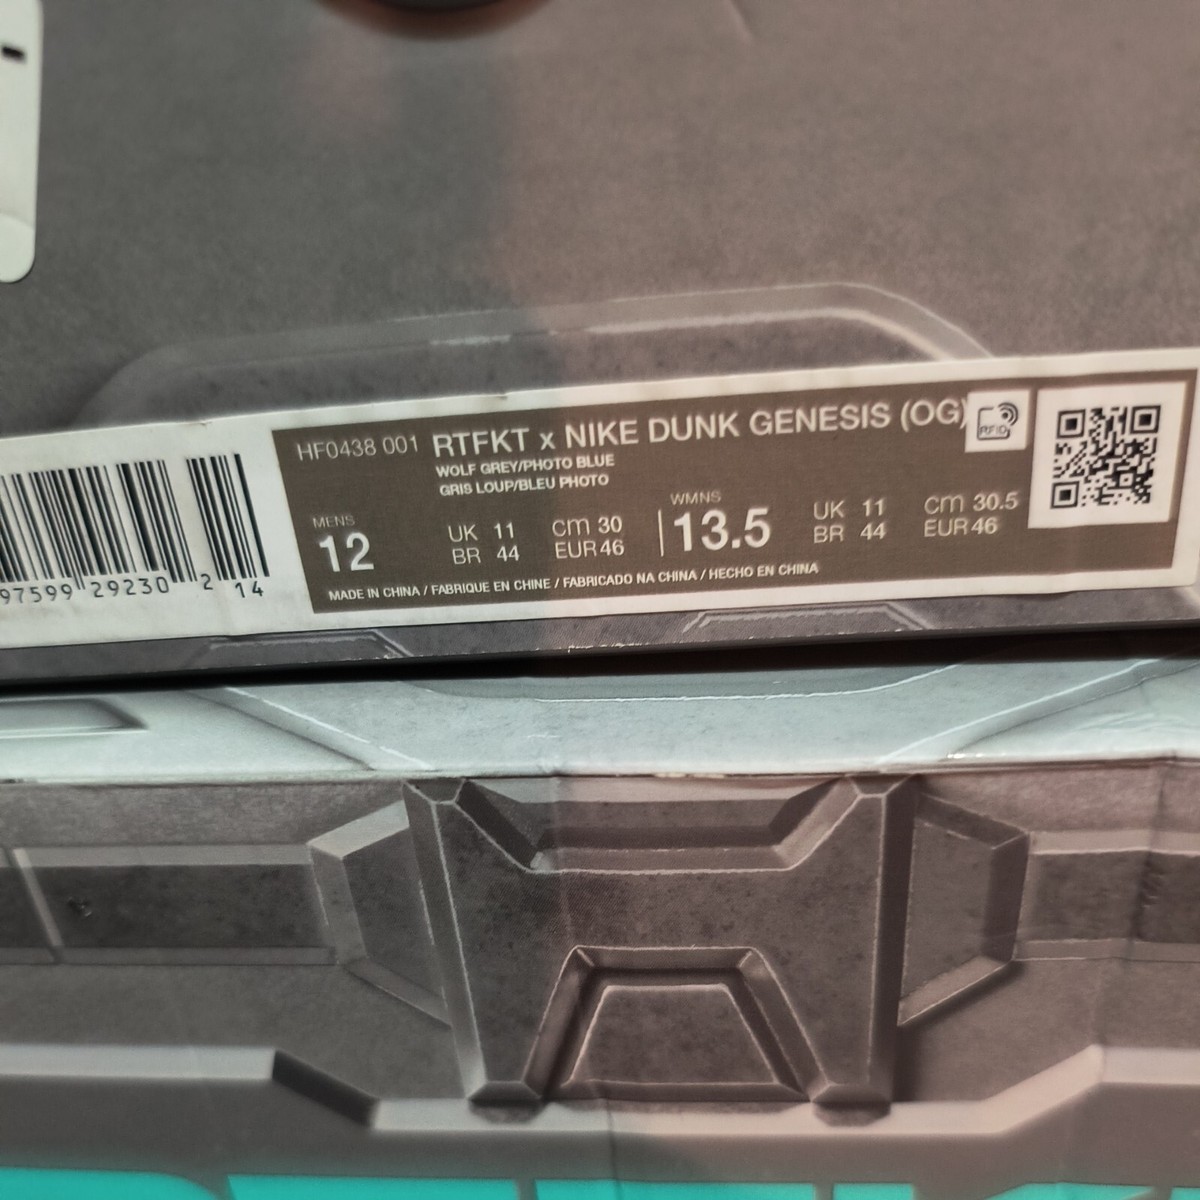 HF0438 001 RTFKT x NIKE DUNK GENESIS (OG)
WOLF GREY/PHOTO BLUE
GRIS LOUP/BLEU PHOTO
RFID
MENS
12
UK 11
BR 44
cm 30
EUR 46
WMNS
13.5
UK 11
BR 44
cm 30.5
EUR 46
MADE IN CHINA / FABRIQUE EN CHINE / FABRICADO NA CHINA / HECHO EN CHINA
97599 29230 2 14